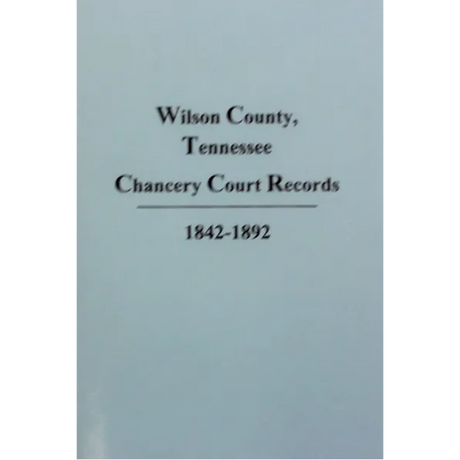 Wilson County,
Tennessee
Chancery Court Records
1842-1892